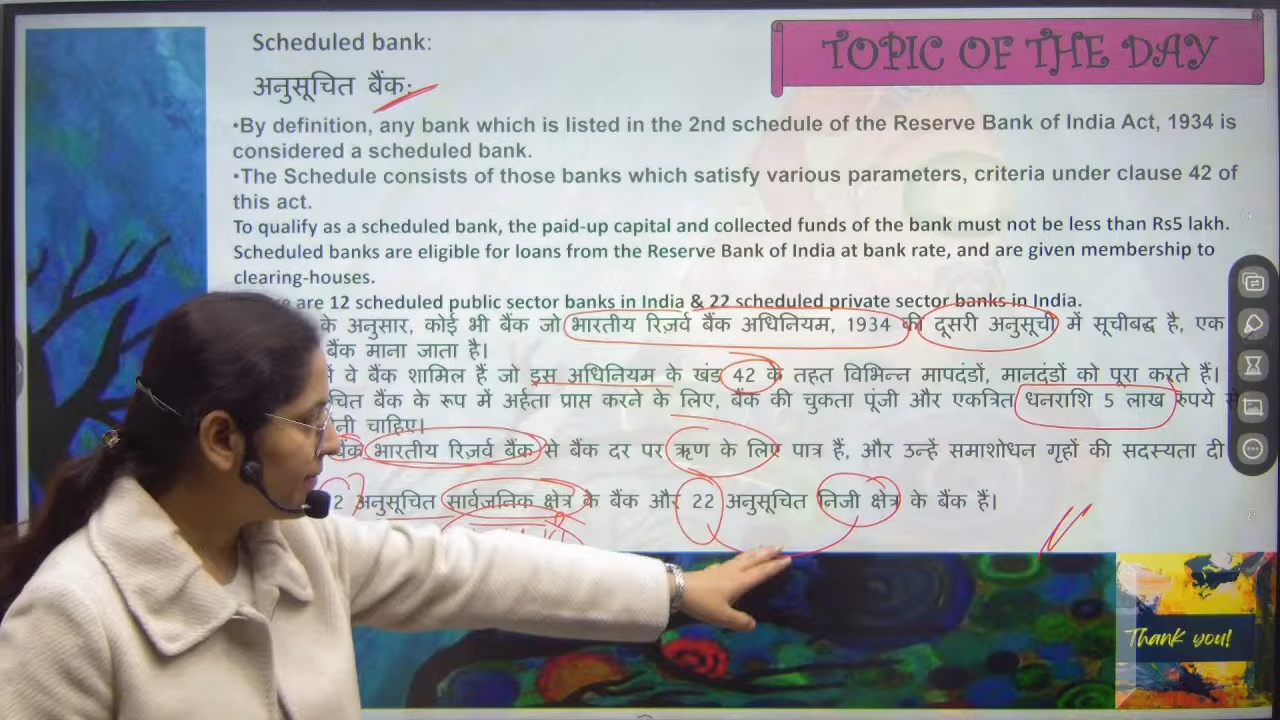 Scheduled bank:
TOPIC OF THE DAY
अनुसूचित बैंक:
•By definition, any bank which is listed in the 2nd schedule of the Reserve Bank of India Act, 1934 is
considered a scheduled bank.
•The Schedule consists of those banks which satisfy various parameters, criteria under clause 42 of
this act.
To qualify as a scheduled bank, the paid-up capital and collected funds of the bank must not be less than Rs5 lakh.
Scheduled banks are eligible for loans from the Reserve Bank of India at bank rate, and are given membership to
clearing-houses.
are 12 scheduled public sector banks in India & 22 scheduled private sector banks in India.
के अनुसार, कोई भी बैंक जो भारतीय रिज़र्व बैंक अधिनियम, 1934 की दूसरी अनुसूची में सूचीबद्ध है, एक
बैंक माना जाता है।
वे बैंक शामिल हैं जो इस अधिनियम के खंड 42 के तहत विभिन्न मापदंडों, मानदंडों को पूरा करते हैं।
के रूप में अर्हता प्राप्त करने के लिए, बैंक की चुकता पूंजी और एकत्रित धनराशि 5 लाख रुपये से
चाहिए।
बैंक भारतीय रिज़र्व बैंक से बैंक दर पर ऋण के लिए पात्र हैं, और उन्हें समाशोधन गृहों की सदस्यता दी
अनुसूचित सार्वजनिक क्षेत्र के बैंक और 22 अनुसूचित निजी क्षेत्र के बैंक हैं।
Thank you!